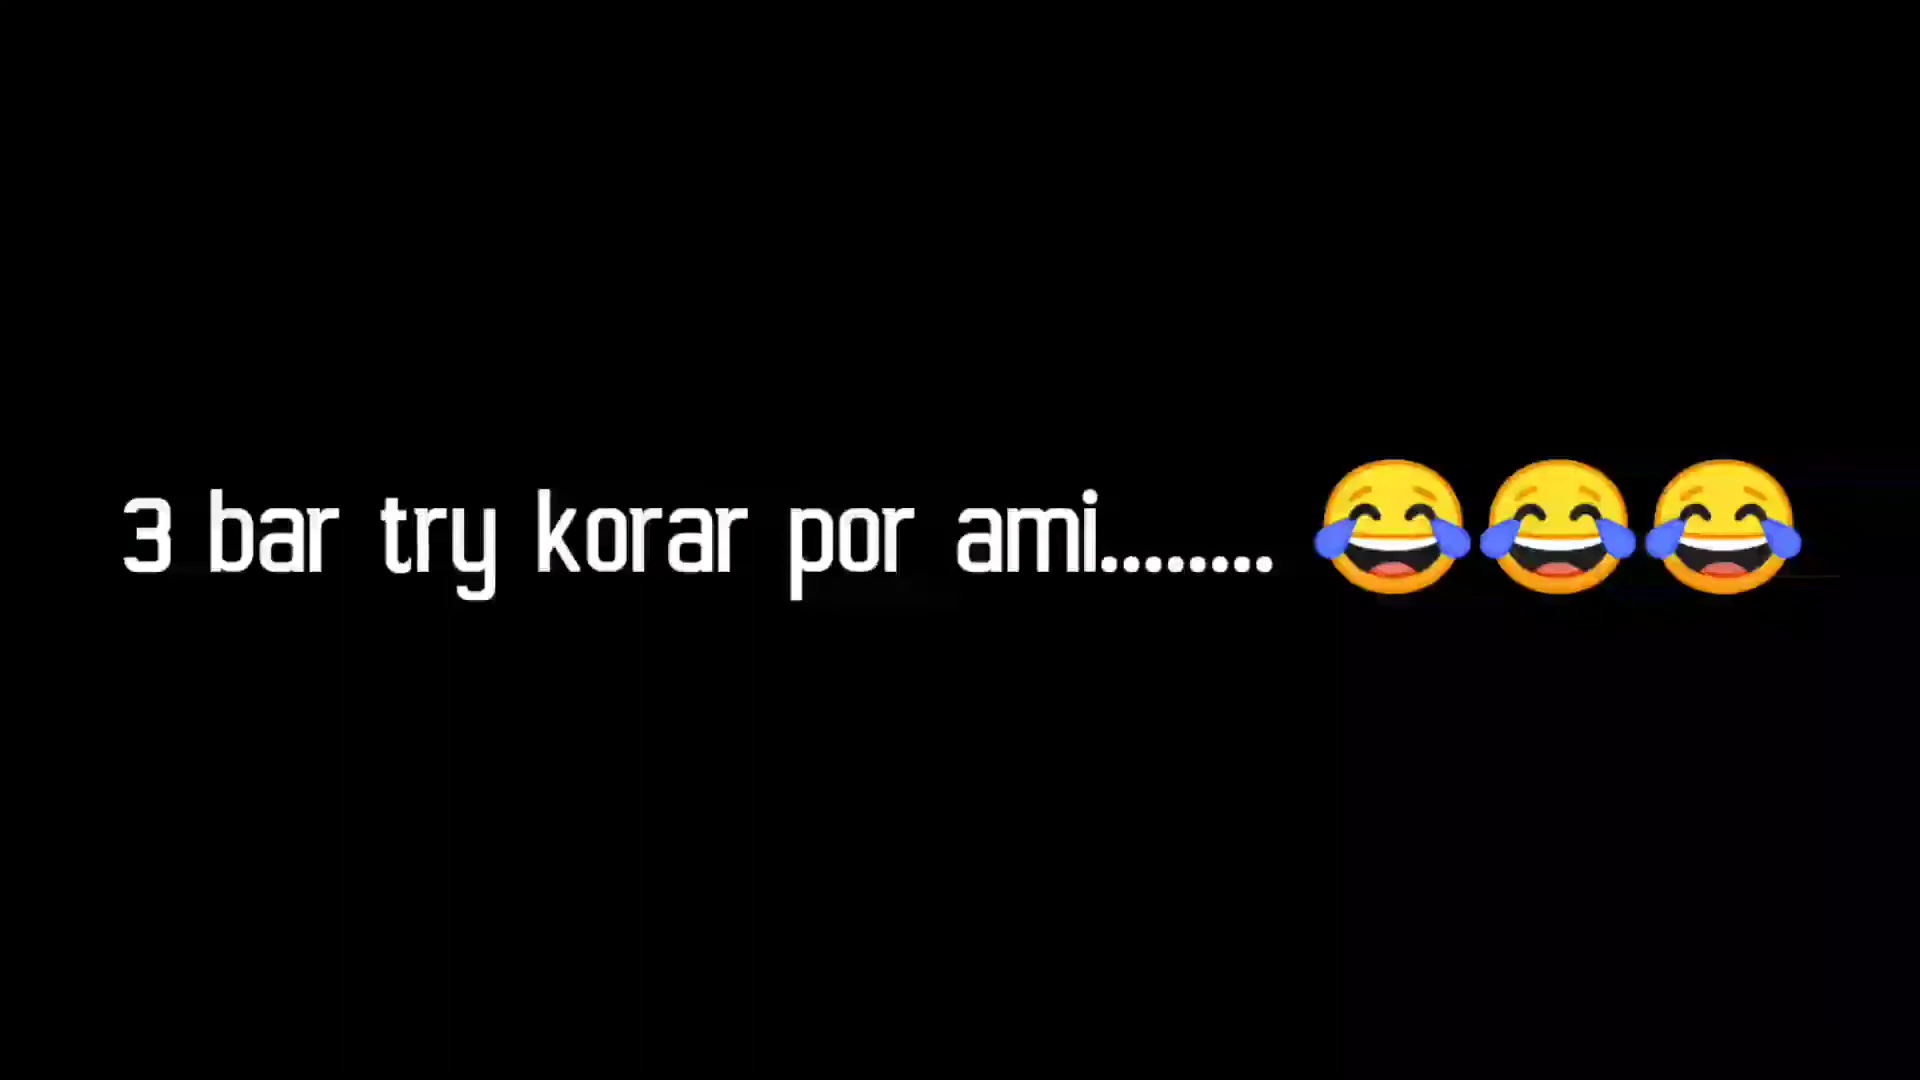 3 bar try korar por ami........ 😂😂😂